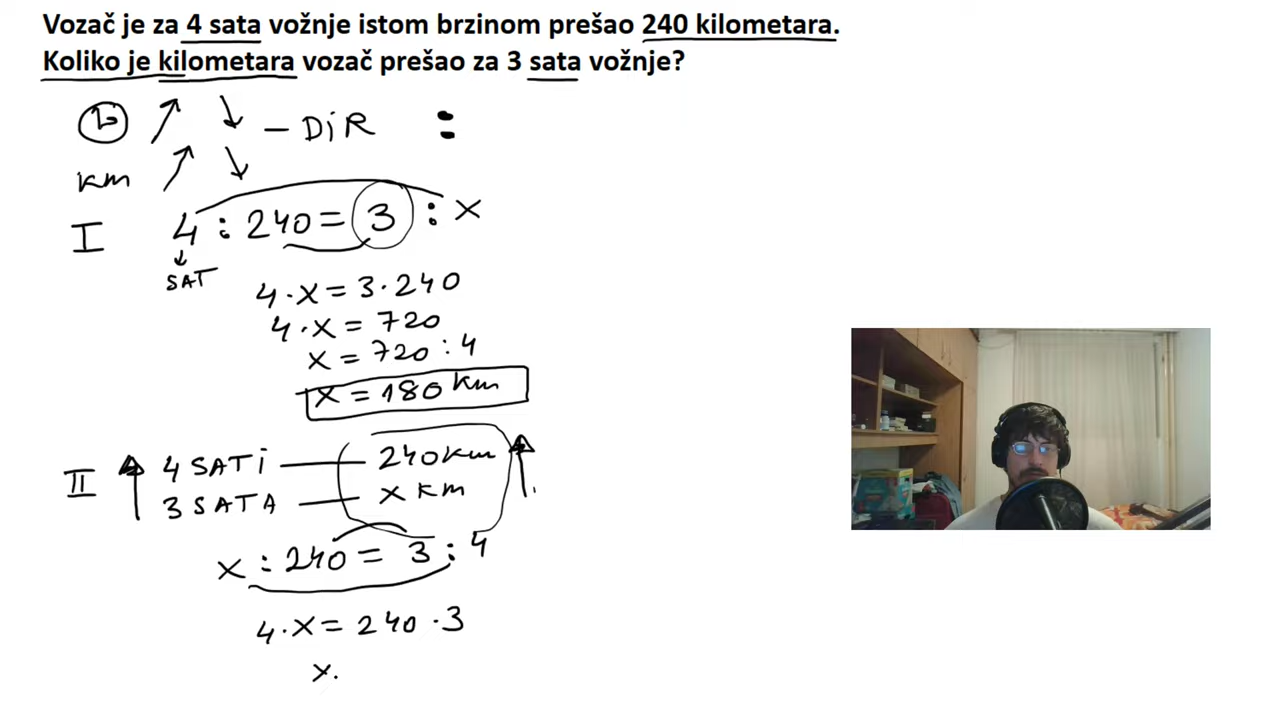 Vozač je za 4 sata vožnje istom brzinom prešao 240 kilometara.
Koliko je kilometara vozač prešao za 3 sata vožnje?
- DiR :
km
I 4 : 240 = 3 : x
SAT
4 · x = 3 · 240
4 · x = 720
x = 720 : 4
x = 180 km
II 4 SATi — 240 km
3 SATA — x km
x : 240 = 3 : 4
4 · x = 240 · 3
x